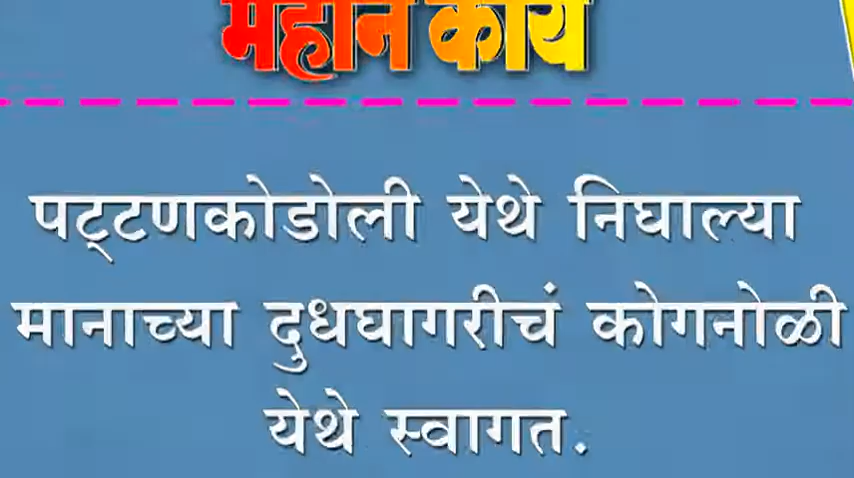 महान कार्य
पट्टणकोडोली येथे निघाल्या
मानाच्या दुधघागरीचं कोगनोळी
येथे स्वागत.